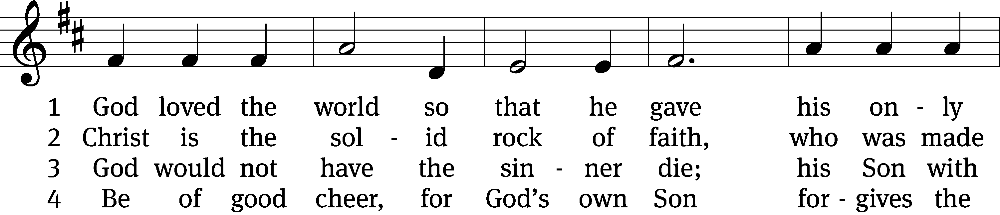 1 God loved the world so that he gave his on - ly
2 Christ is the sol - id rock of faith, who was made
3 God would not have the sin - ner die; his Son with
4 Be of good cheer, for God’s own Son for - gives the